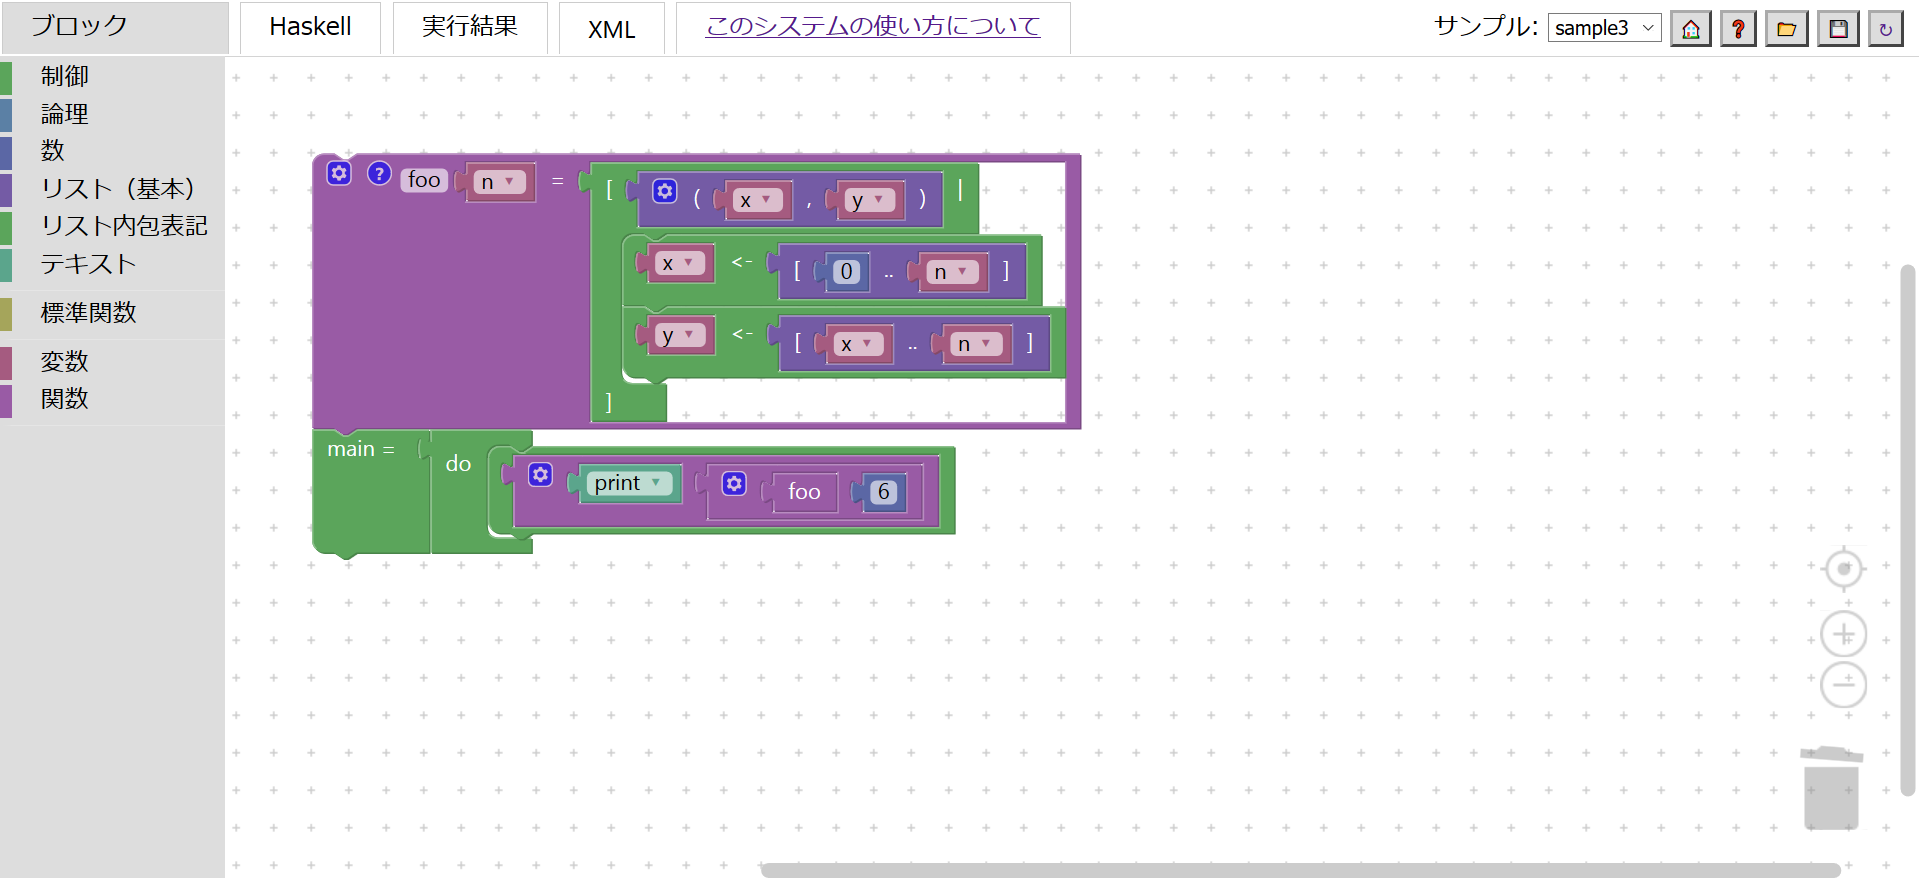 ブロック Haskell 実行結果 XML このシステムの使い方について サンプル: sample3
制御
論理
数
リスト（基本）
リスト内包表記
テキスト
標準関数
変数
関数
? foo n = [ ( x , y ) |
x <- [ 0 .. n ]
y <- [ x .. n ]
]
main =
do print foo 6